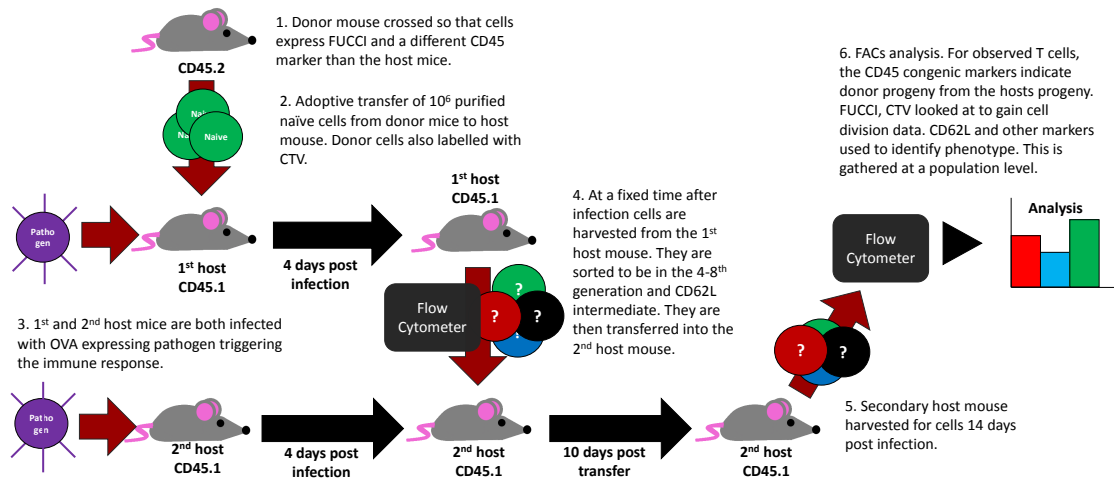 1. Donor mouse crossed so that cells
express FUCCI and a different CD45
marker than the host mice.
CD45.2
Naïve
Naïve
2. Adoptive transfer of 10⁶ purified
naïve cells from donor mice to host
mouse. Donor cells also labelled with
CTV.
Patho
gen
1st host
CD45.1
4 days post
infection
1st host
CD45.1
3. 1st and 2nd host mice are both infected
with OVA expressing pathogen triggering
the immune response.
Flow
Cytometer
?
?
?
?
4. At a fixed time after
infection cells are
harvested from the 1st
host mouse. They are
sorted to be in the 4-8th
generation and CD62L
intermediate. They are
then transferred into the
2nd host mouse.
Patho
gen
2nd host
CD45.1
4 days post
infection
2nd host
CD45.1
10 days post
transfer
2nd host
CD45.1
?
?
5. Secondary host mouse
harvested for cells 14 days
post infection.
6. FACs analysis. For observed T cells,
the CD45 congenic markers indicate
donor progeny from the hosts progeny.
FUCCI, CTV looked at to gain cell
division data. CD62L and other markers
used to identify phenotype. This is
gathered at a population level.
Flow
Cytometer
Analysis